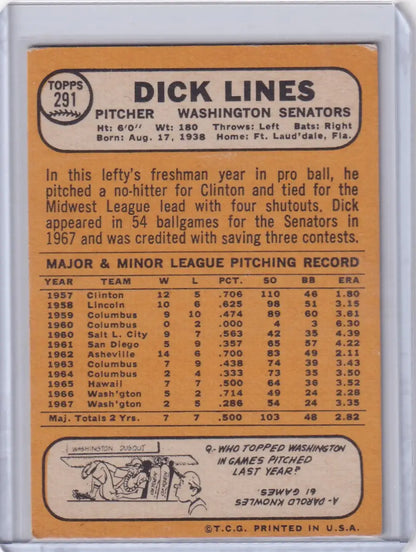 TOPPS
291
DICK LINES
PITCHER WASHINGTON SENATORS
Ht: 6'0" Wt: 180 Throws: Left Bats: Right
Born: Aug. 17, 1938 Home: Ft. Laud'dale, Fla.
In this lefty's freshman year in pro ball, he
pitched a no-hitter for Clinton and tied for the
Midwest League lead with four shutouts. Dick
appeared in 54 ballgames for the Senators in
1967 and was credited with saving three contests.
MAJOR & MINOR LEAGUE PITCHING RECORD
YEAR TEAM W L PCT. SO BB ERA
1957 Clinton 12 5 .706 110 46 1.80
1958 Lincoln 10 6 .625 98 51 3.15
1959 Columbus 9 10 .474 89 60 3.61
1960 Columbus 0 2 .000 4 3 6.30
1960 Salt L. City 9 7 .563 42 35 4.39
1961 San Diego 5 9 .357 65 57 4.22
1962 Asheville 14 6 .700 83 49 2.11
1963 Columbus 7 9 .438 74 39 3.43
1964 Columbus 2 4 .333 73 35 3.50
1965 Hawaii 7 7 .500 64 36 3.52
1966 Wash'gton 5 2 .714 49 24 2.28
1967 Wash'gton 2 5 .286 54 24 3.35
Maj. Totals 2 Yrs. 7 7 .500 103 48 2.82
WASHINGTON DUGOUT
Q.- WHO TOPPED WASHINGTON
IN GAMES PITCHED
LAST YEAR?
A- DAROLD KNOWLES
61 GAMES.
©T.C.G. PRINTED IN U.S.A.